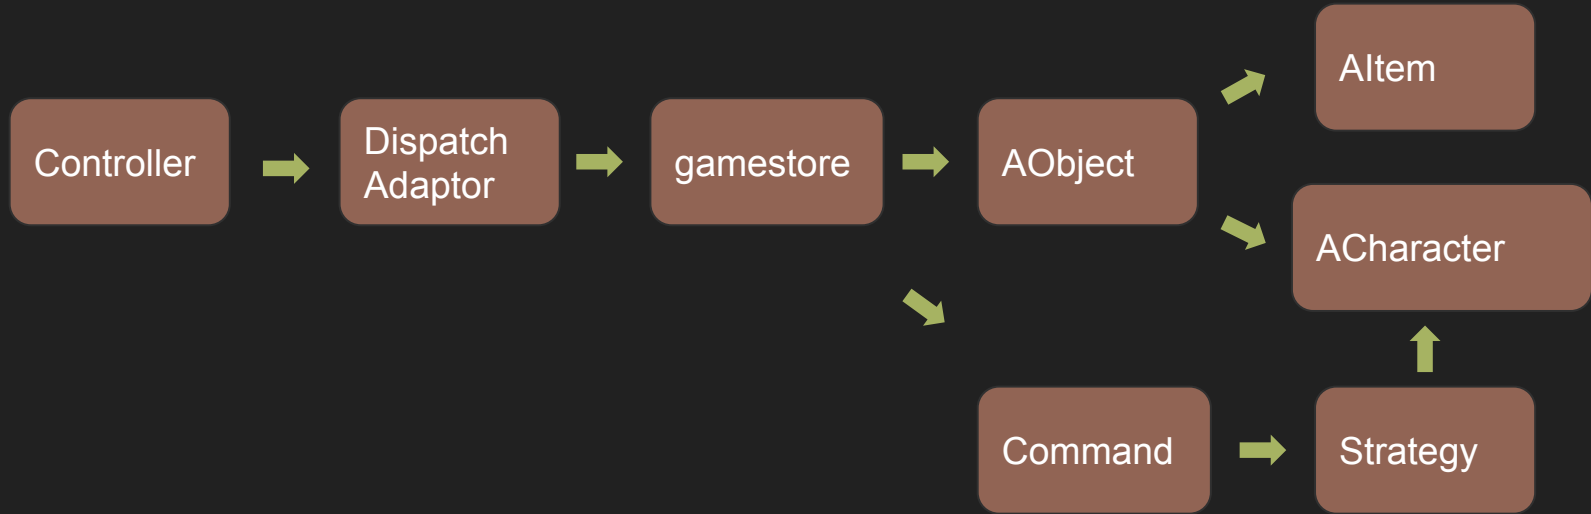 Controller
Dispatch
Adaptor
gamestore
AObject
AItem
ACharacter
Command
Strategy